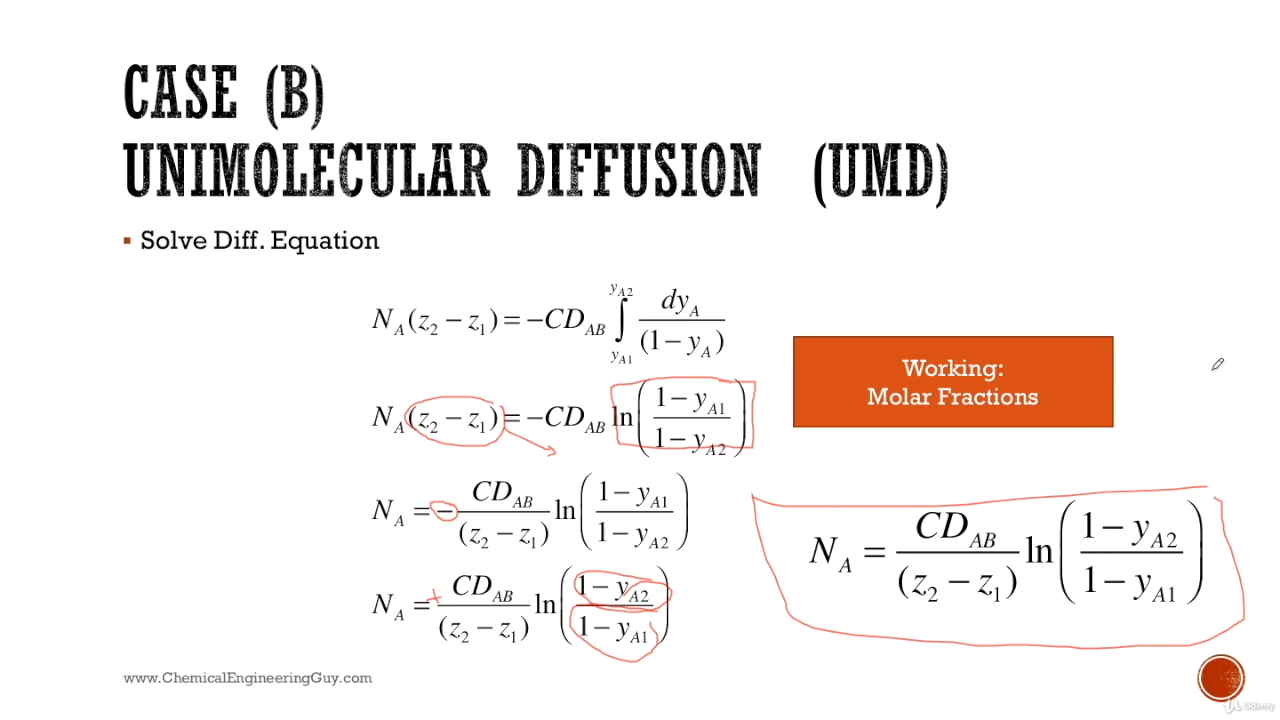 CASE (B)
UNIMOLECULAR DIFFUSION (UMD)
▪ Solve Diff. Equation
N_A(z_2 − z_1) = −CD_AB ∫_{y_A1}^{y_A2} dy_A / (1 − y_A)
N_A(z_2 − z_1) = −CD_AB ln((1 − y_A1) / (1 − y_A2))
N_A = − CD_AB / (z_2 − z_1) ln((1 − y_A1) / (1 − y_A2))
N_A = + CD_AB / (z_2 − z_1) ln((1 − y_A2) / (1 − y_A1))
Working:
Molar Fractions
N_A = CD_AB / (z_2 − z_1) ln((1 − y_A2) / (1 − y_A1))
www.ChemicalEngineeringGuy.com
Udemy